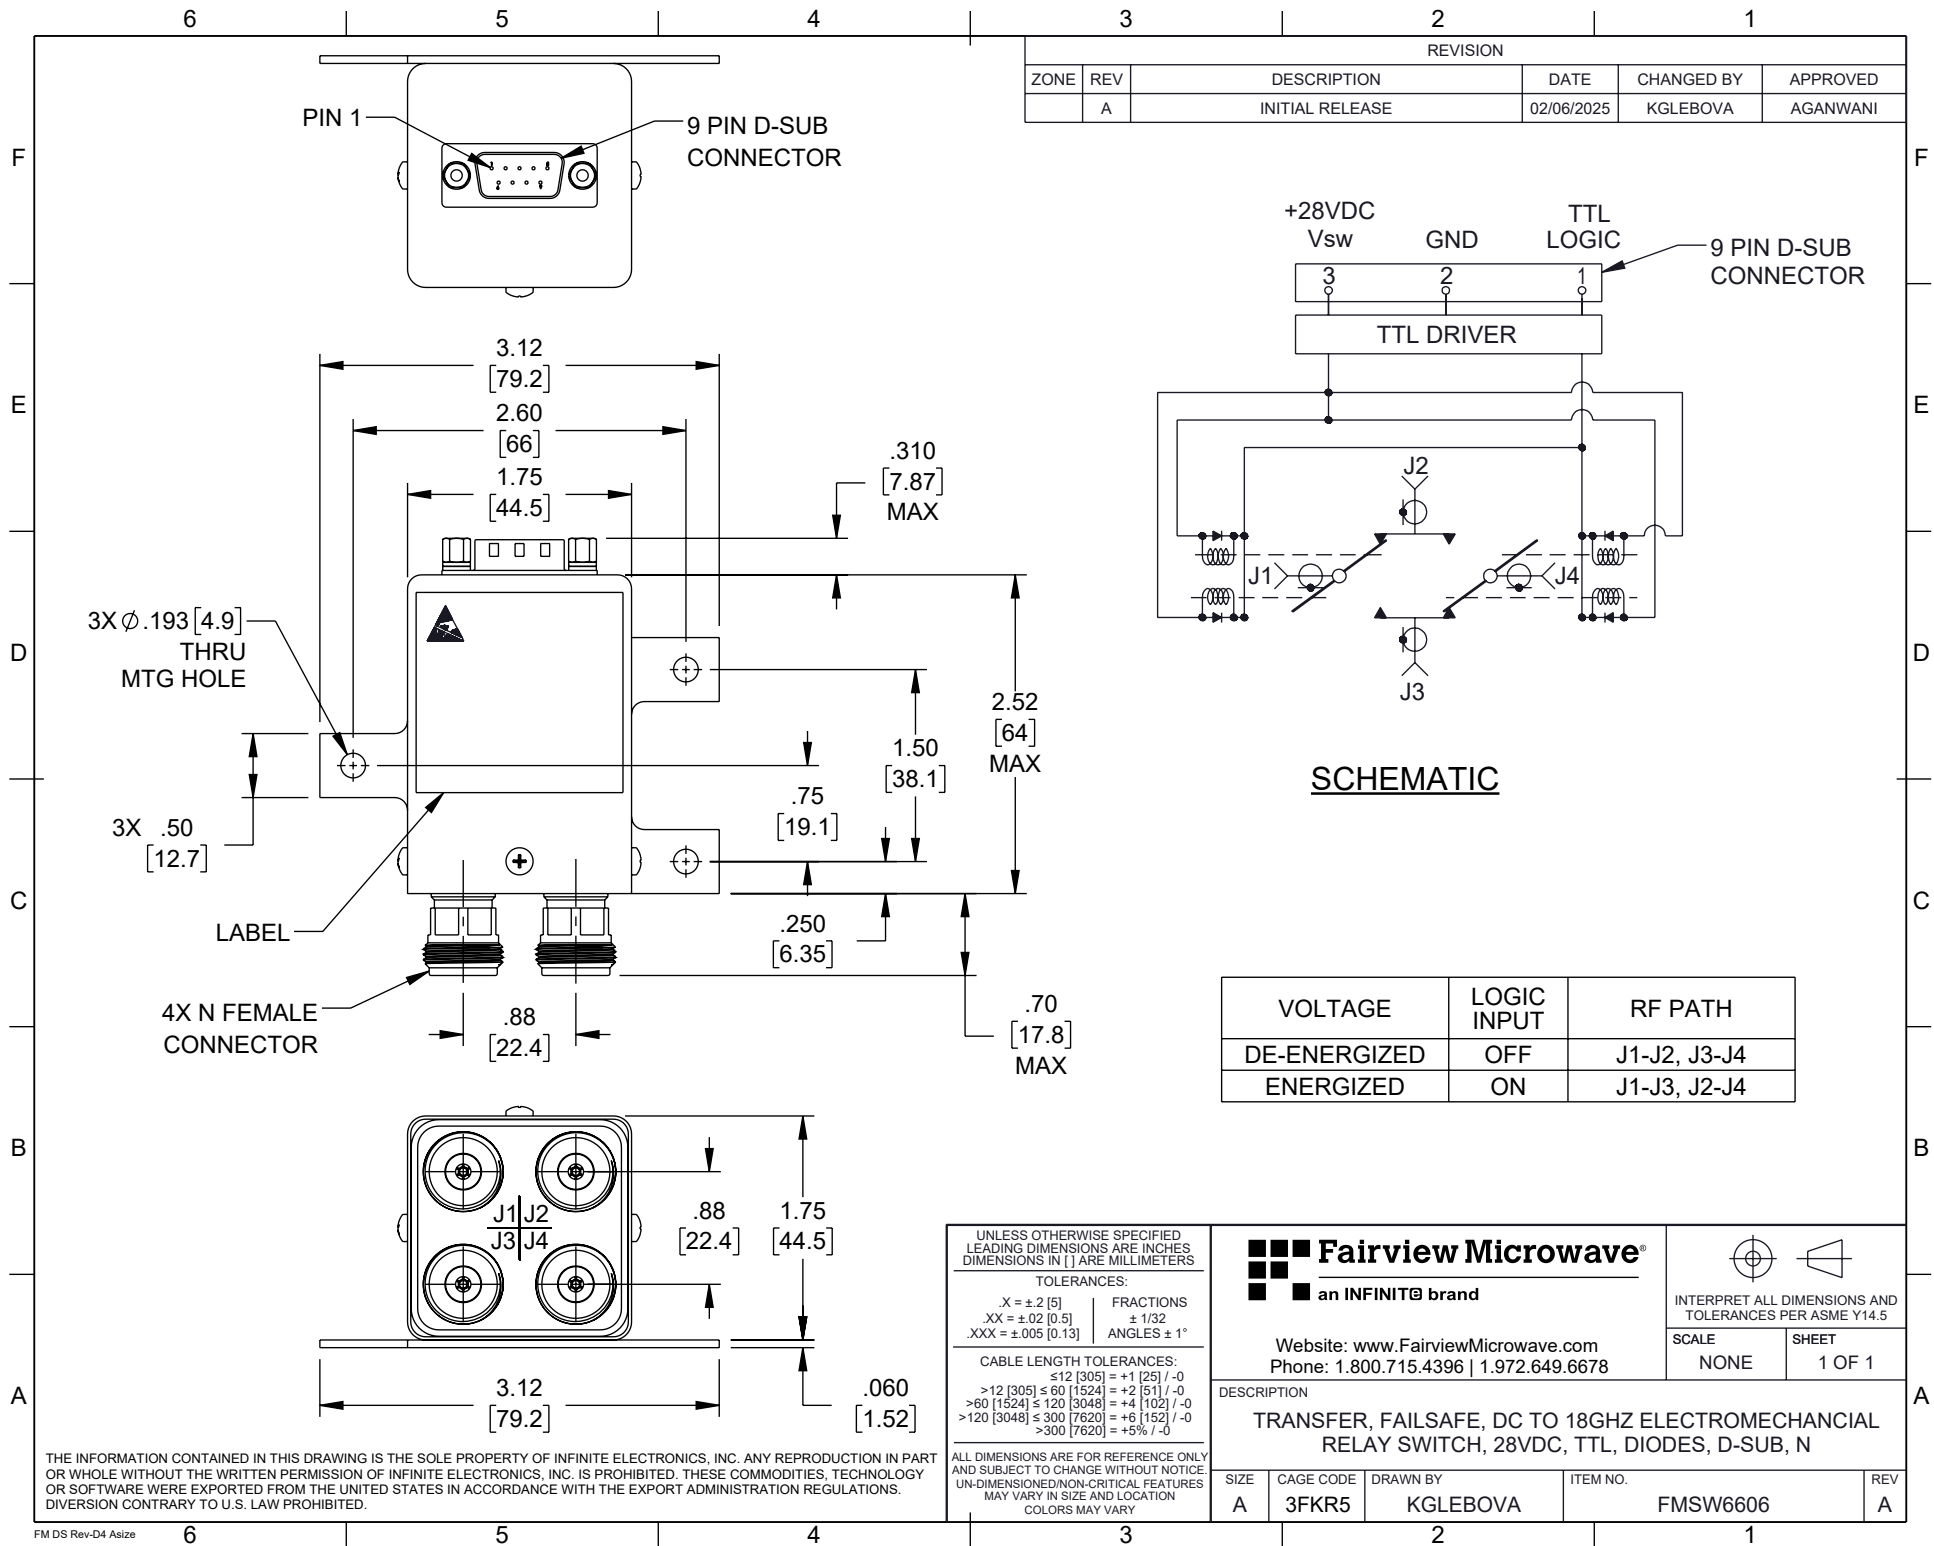 6 5 4 3 2 1
F
E
D
C
B
A
F
E
D
C
B
A
REVISION
ZONE REV DESCRIPTION DATE CHANGED BY APPROVED
A INITIAL RELEASE 02/06/2025 KGLEBOVA AGANWANI
PIN 1
9 PIN D-SUB
CONNECTOR
+28VDC
Vsw
GND
TTL
LOGIC
9 PIN D-SUB
CONNECTOR
3 2 1
TTL DRIVER
J2
J1
J4
J3
SCHEMATIC
3.12
[79.2]
2.60
[66]
1.75
[44.5]
.310
[7.87]
MAX
3X Ø .193 [4.9]
THRU
MTG HOLE
2.52
[64]
MAX
1.50
[38.1]
.75
[19.1]
3X .50
[12.7]
LABEL
.250
[6.35]
4X N FEMALE
CONNECTOR
.88
[22.4]
.70
[17.8]
MAX
VOLTAGE LOGIC INPUT RF PATH
DE-ENERGIZED OFF J1-J2, J3-J4
ENERGIZED ON J1-J3, J2-J4
J1 J2
J3 J4
.88
[22.4]
1.75
[44.5]
3.12
[79.2]
.060
[1.52]
UNLESS OTHERWISE SPECIFIED
LEADING DIMENSIONS ARE INCHES
DIMENSIONS IN [ ] ARE MILLIMETERS
TOLERANCES:
.X = ±.2 [5] FRACTIONS
.XX = ±.02 [0.5] ± 1/32
.XXX = ±.005 [0.13] ANGLES ± 1°
CABLE LENGTH TOLERANCES:
≤12 [305] = +1 [25] / -0
>12 [305] ≤ 60 [1524] = +2 [51] / -0
>60 [1524] ≤ 120 [3048] = +4 [102] / -0
>120 [3048] ≤ 300 [7620] = +6 [152] / -0
>300 [7620] = +5% / -0
ALL DIMENSIONS ARE FOR REFERENCE ONLY
AND SUBJECT TO CHANGE WITHOUT NOTICE.
UN-DIMENSIONED/NON-CRITICAL FEATURES
MAY VARY IN SIZE AND LOCATION
COLORS MAY VARY
Fairview Microwave®
an INFINITE brand
Website: www.FairviewMicrowave.com
Phone: 1.800.715.4396 | 1.972.649.6678
INTERPRET ALL DIMENSIONS AND
TOLERANCES PER ASME Y14.5
SCALE SHEET
NONE 1 OF 1
DESCRIPTION
TRANSFER, FAILSAFE, DC TO 18GHZ ELECTROMECHANCIAL
RELAY SWITCH, 28VDC, TTL, DIODES, D-SUB, N
SIZE CAGE CODE DRAWN BY ITEM NO. REV
A 3FKR5 KGLEBOVA FMSW6606 A
THE INFORMATION CONTAINED IN THIS DRAWING IS THE SOLE PROPERTY OF INFINITE ELECTRONICS, INC. ANY REPRODUCTION IN PART
OR WHOLE WITHOUT THE WRITTEN PERMISSION OF INFINITE ELECTRONICS, INC. IS PROHIBITED. THESE COMMODITIES, TECHNOLOGY
OR SOFTWARE WERE EXPORTED FROM THE UNITED STATES IN ACCORDANCE WITH THE EXPORT ADMINISTRATION REGULATIONS.
DIVERSION CONTRARY TO U.S. LAW PROHIBITED.
FM DS Rev-D4 Asize
6 5 4 3 2 1